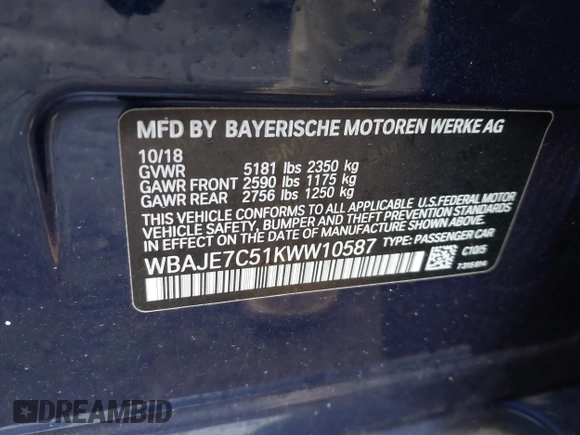 MFD BY BAYERISCHE MOTOREN WERKE AG
10/18
GVWR 5181 lbs 2350 kg
GAWR FRONT 2590 lbs 1175 kg
GAWR REAR 2756 lbs 1250 kg
THIS VEHICLE CONFORMS TO ALL APPLICABLE U.S.FEDERAL MOTOR
VEHICLE SAFETY, BUMPER AND THEFT PREVENTION
STANDARDS IN EFFECT ON THE DATE OF MANUFACTURE SHOWN ABOVE.
WBAJE7C51KWW10587 TYPE: PASSENGER CAR
C10/5
DREAMBID